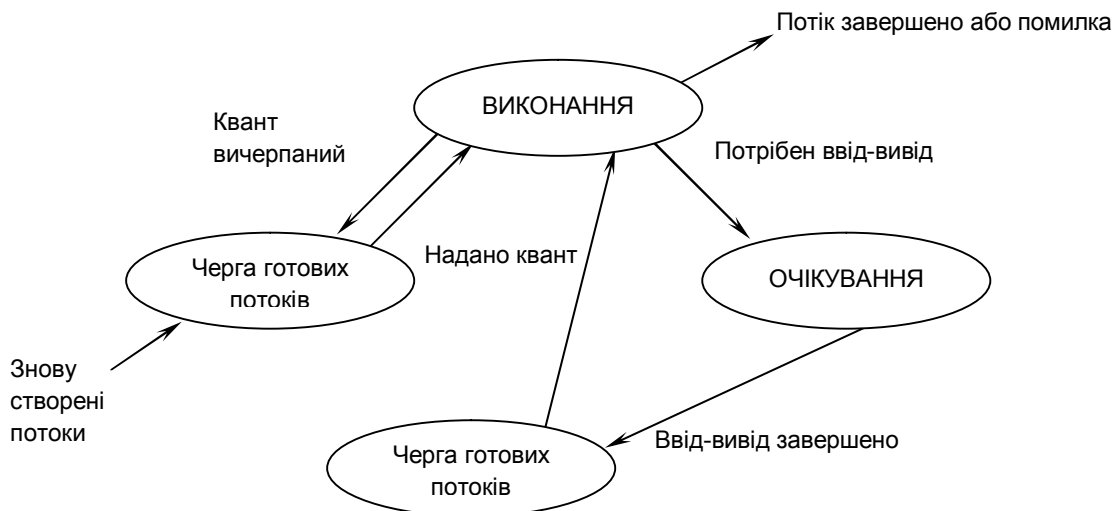 Потік завершено або помилка
ВИКОНАННЯ
Квант
вичерпаний
Потрібен ввід-вивід
Черга готових
потоків
Надано квант
ОЧІКУВАННЯ
Знову
створені
потоки
Ввід-вивід завершено
Черга готових
потоків